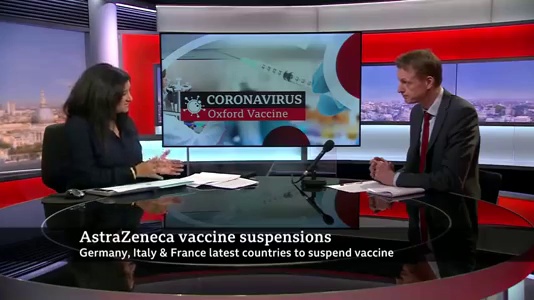 CORONAVIRUS
Oxford Vaccine
AstraZeneca vaccine suspensions
Germany, Italy & France latest countries to suspend vaccine